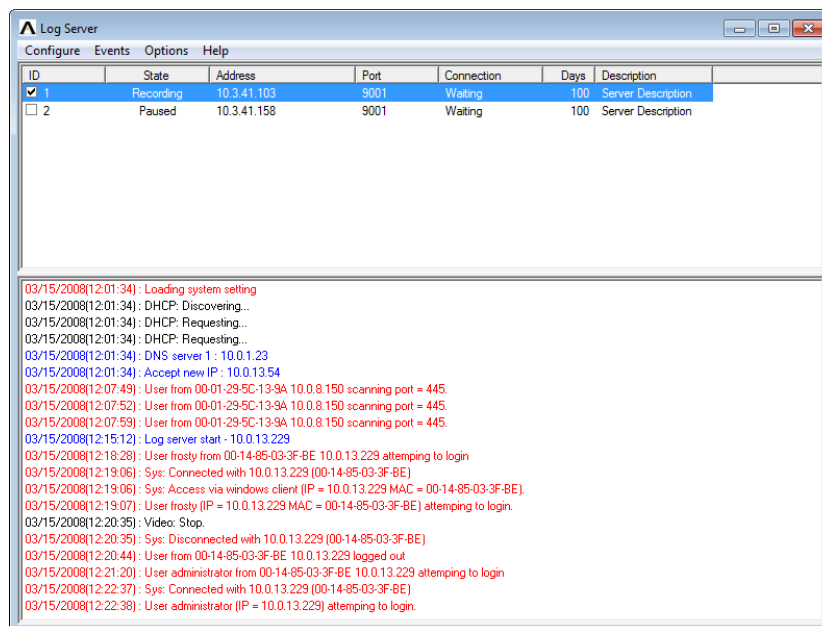 Log Server
Configure Events Options Help
ID State Address Port Connection Days Description
1 Recording 10.3.41.103 9001 Waiting 100 Server Description
2 Paused 10.3.41.158 9001 Waiting 100 Server Description
03/15/2008(12:01:34) : Loading system setting
03/15/2008(12:01:34) : DHCP: Discovering...
03/15/2008(12:01:34) : DHCP: Requesting...
03/15/2008(12:01:34) : DHCP: Requesting...
03/15/2008(12:01:34) : DNS server 1 : 10.0.1.23
03/15/2008(12:01:34) : Accept new IP : 10.0.13.54
03/15/2008(12:07:49) : User from 00-01-29-5C-13-9A 10.0.8.150 scanning port = 445.
03/15/2008(12:07:52) : User from 00-01-29-5C-13-9A 10.0.8.150 scanning port = 445.
03/15/2008(12:07:59) : User from 00-01-29-5C-13-9A 10.0.8.150 scanning port = 445.
03/15/2008(12:15:12) : Log server start - 10.0.13.229
03/15/2008(12:18:28) : User frosty from 00-14-85-03-3F-BE 10.0.13.229 attemping to login
03/15/2008(12:19:06) : Sys: Connected with 10.0.13.229 (00-14-85-03-3F-BE)
03/15/2008(12:19:06) : Sys: Access via windows client (IP = 10.0.13.229 MAC = 00-14-85-03-3F-BE).
03/15/2008(12:19:07) : User frosty (IP = 10.0.13.229 MAC = 00-14-85-03-3F-BE) attemping to login.
03/15/2008(12:20:35) : Video: Stop.
03/15/2008(12:20:35) : Sys: Disconnected with 10.0.13.229 (00-14-85-03-3F-BE)
03/15/2008(12:20:44) : User from 00-14-85-03-3F-BE 10.0.13.229 logged out
03/15/2008(12:21:20) : User administrator from 00-14-85-03-3F-BE 10.0.13.229 attemping to login
03/15/2008(12:22:37) : Sys: Connected with 10.0.13.229 (00-14-85-03-3F-BE)
03/15/2008(12:22:38) : User administrator (IP = 10.0.13.229) attemping to login.